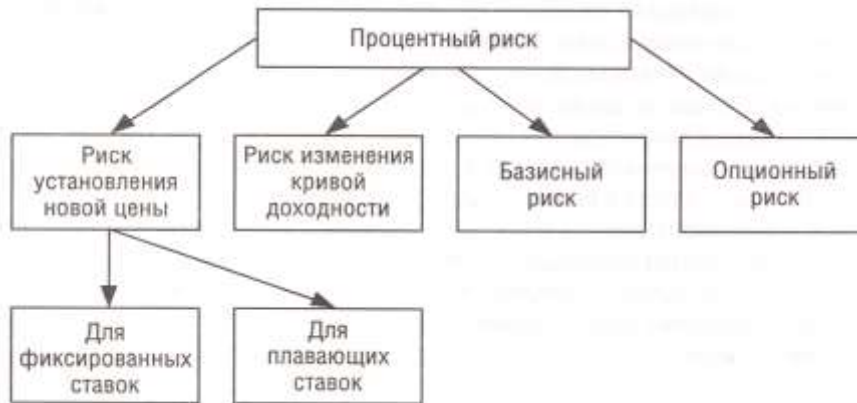 Процентный риск
Риск
установления
новой цены
Риск изменения
кривой
доходности
Базисный
риск
Опционный
риск
Для
фиксированных
ставок
Для
плавающих
ставок